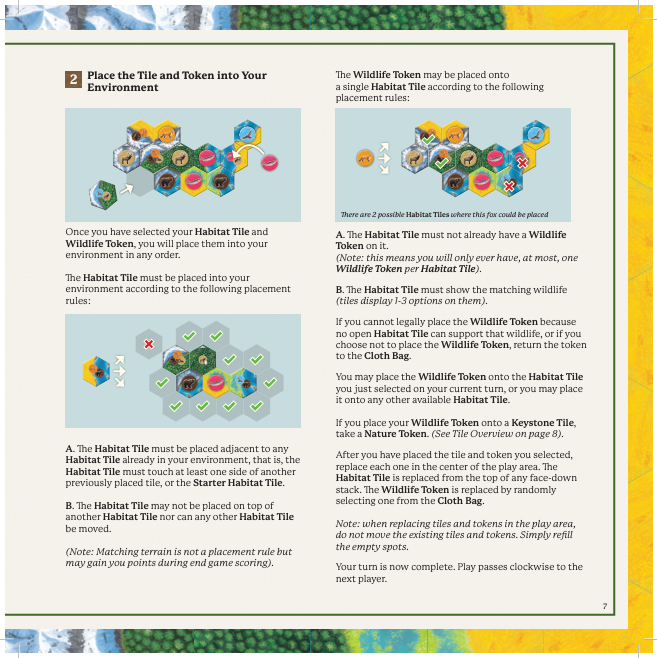 2 Place the Tile and Token into Your
Environment
Once you have selected your Habitat Tile and
Wildlife Token, you will place them into your
environment in any order.
The Habitat Tile must be placed into your
environment according to the following placement
rules:
A. The Habitat Tile must be placed adjacent to any
Habitat Tile already in your environment, that is, the
Habitat Tile must touch at least one side of another
previously placed tile, or the Starter Habitat Tile.
B. The Habitat Tile may not be placed on top of
another Habitat Tile nor can any other Habitat Tile
be moved.
(Note: Matching terrain is not a placement rule but
may gain you points during end game scoring).
The Wildlife Token may be placed onto
a single Habitat Tile according to the following
placement rules:
There are 2 possible Habitat Tiles where this fox could be placed
A. The Habitat Tile must not already have a Wildlife
Token on it.
(Note: this means you will only ever have, at most, one
Wildlife Token per Habitat Tile).
B. The Habitat Tile must show the matching wildlife
(tiles display 1-3 options on them).
If you cannot legally place the Wildlife Token because
no open Habitat Tile can support that wildlife, or if you
choose not to place the Wildlife Token, return the token
to the Cloth Bag.
You may place the Wildlife Token onto the Habitat Tile
you just selected on your current turn, or you may place
it onto any other available Habitat Tile.
If you place your Wildlife Token onto a Keystone Tile,
take a Nature Token. (See Tile Overview on page 8).
After you have placed the tile and token you selected,
replace each one in the center of the play area. The
Habitat Tile is replaced from the top of any face-down
stack. The Wildlife Token is replaced by randomly
selecting one from the Cloth Bag.
Note: when replacing tiles and tokens in the play area,
do not move the existing tiles and tokens. Simply refill
the empty spots.
Your turn is now complete. Play passes clockwise to the
next player.
7